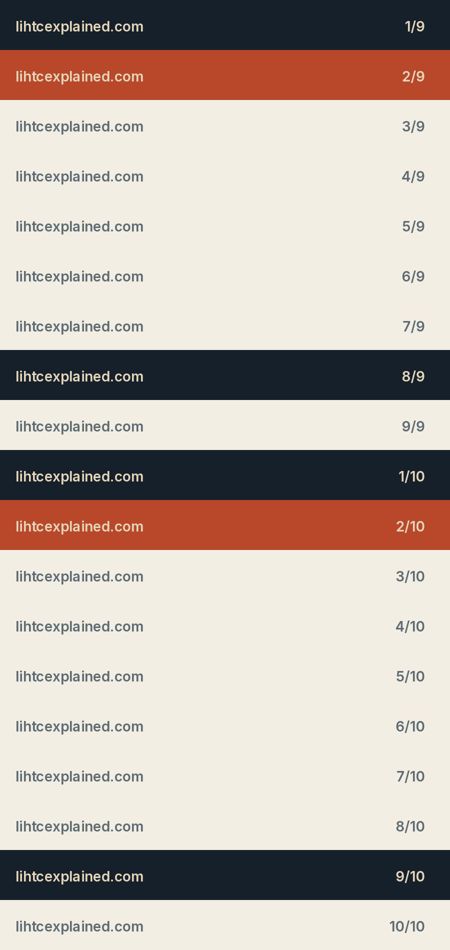 lihtcexplained.com 1/9
lihtcexplained.com 2/9
lihtcexplained.com 3/9
lihtcexplained.com 4/9
lihtcexplained.com 5/9
lihtcexplained.com 6/9
lihtcexplained.com 7/9
lihtcexplained.com 8/9
lihtcexplained.com 9/9
lihtcexplained.com 1/10
lihtcexplained.com 2/10
lihtcexplained.com 3/10
lihtcexplained.com 4/10
lihtcexplained.com 5/10
lihtcexplained.com 6/10
lihtcexplained.com 7/10
lihtcexplained.com 8/10
lihtcexplained.com 9/10
lihtcexplained.com 10/10